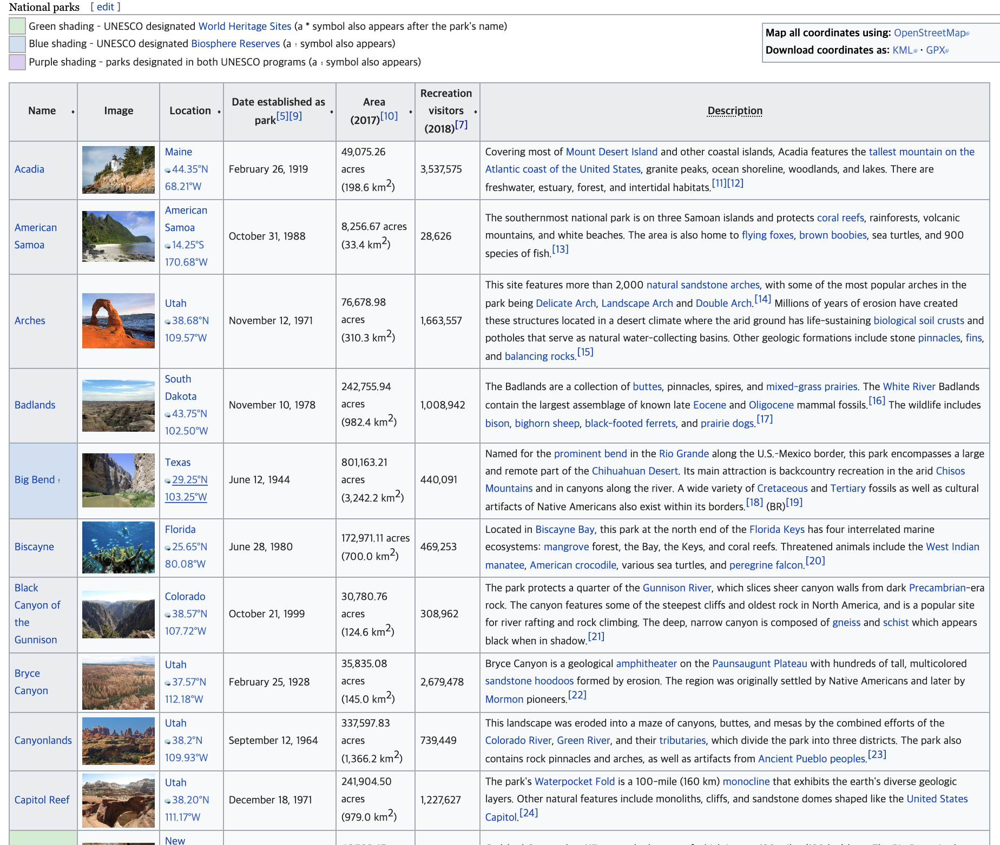 National parks [ edit ]
Green shading - UNESCO designated World Heritage Sites (a * symbol also appears after the park's name)
Blue shading - UNESCO designated Biosphere Reserves (a † symbol also appears)
Purple shading - parks designated in both UNESCO programs (a ‡ symbol also appears)
Map all coordinates using: OpenStreetMap
Download coordinates as: KML · GPX
Name
Image
Location
Date established as
park[5][9]
Area
(2017)[10]
Recreation
visitors
(2018)[7]
Description
Acadia
Maine
44.35°N
68.21°W
February 26, 1919
49,075.26
acres
(198.6 km2)
3,537,575
Covering most of Mount Desert Island and other coastal islands, Acadia features the tallest mountain on the
Atlantic coast of the United States, granite peaks, ocean shoreline, woodlands, and lakes. There are
freshwater, estuary, forest, and intertidal habitats.[11][12]
American
Samoa
American
Samoa
14.25°S
170.68°W
October 31, 1988
8,256.67 acres
(33.4 km2)
28,626
The southernmost national park is on three Samoan islands and protects coral reefs, rainforests, volcanic
mountains, and white beaches. The area is also home to flying foxes, brown boobies, sea turtles, and 900
species of fish.[13]
Arches
Utah
38.68°N
109.57°W
November 12, 1971
76,678.98
acres
(310.3 km2)
1,663,557
This site features more than 2,000 natural sandstone arches, with some of the most popular arches in the
park being Delicate Arch, Landscape Arch and Double Arch.[14] Millions of years of erosion have created
these structures located in a desert climate where the arid ground has life-sustaining biological soil crusts and
potholes that serve as natural water-collecting basins. Other geologic formations include stone pinnacles, fins,
and balancing rocks.[15]
Badlands
South
Dakota
43.75°N
102.50°W
November 10, 1978
242,755.94
acres
(982.4 km2)
1,008,942
The Badlands are a collection of buttes, pinnacles, spires, and mixed-grass prairies. The White River Badlands
contain the largest assemblage of known late Eocene and Oligocene mammal fossils.[16] The wildlife includes
bison, bighorn sheep, black-footed ferrets, and prairie dogs.[17]
Big Bend †
Texas
29.25°N
103.25°W
June 12, 1944
801,163.21
acres
(3,242.2 km2)
440,091
Named for the prominent bend in the Rio Grande along the U.S.-Mexico border, this park encompasses a large
and remote part of the Chihuahuan Desert. Its main attraction is backcountry recreation in the arid Chisos
Mountains and in canyons along the river. A wide variety of Cretaceous and Tertiary fossils as well as cultural
artifacts of Native Americans also exist within its borders.[18] (BR)[19]
Biscayne
Florida
25.65°N
80.08°W
June 28, 1980
172,971.11 acres
(700.0 km2)
469,253
Located in Biscayne Bay, this park at the north end of the Florida Keys has four interrelated marine
ecosystems: mangrove forest, the Bay, the Keys, and coral reefs. Threatened animals include the West Indian
manatee, American crocodile, various sea turtles, and peregrine falcon.[20]
Black
Canyon of
the
Gunnison
Colorado
38.57°N
107.72°W
October 21, 1999
30,780.76
acres
(124.6 km2)
308,962
The park protects a quarter of the Gunnison River, which slices sheer canyon walls from dark Precambrian-era
rock. The canyon features some of the steepest cliffs and oldest rock in North America, and is a popular site
for river rafting and rock climbing. The deep, narrow canyon is composed of gneiss and schist which appears
black when in shadow.[21]
Bryce
Canyon
Utah
37.57°N
112.18°W
February 25, 1928
35,835.08
acres
(145.0 km2)
2,679,478
Bryce Canyon is a geological amphitheater on the Paunsaugunt Plateau with hundreds of tall, multicolored
sandstone hoodoos formed by erosion. The region was originally settled by Native Americans and later by
Mormon pioneers.[22]
Canyonlands
Utah
38.2°N
109.93°W
September 12, 1964
337,597.83
acres
(1,366.2 km2)
739,449
This landscape was eroded into a maze of canyons, buttes, and mesas by the combined efforts of the
Colorado River, Green River, and their tributaries, which divide the park into three districts. The park also
contains rock pinnacles and arches, as well as artifacts from Ancient Pueblo peoples.[23]
Capitol Reef
Utah
38.20°N
111.17°W
December 18, 1971
241,904.50
acres
(979.0 km2)
1,227,627
The park's Waterpocket Fold is a 100-mile (160 km) monocline that exhibits the earth's diverse geologic
layers. Other natural features include monoliths, cliffs, and sandstone domes shaped like the United States
Capitol.[24]
New